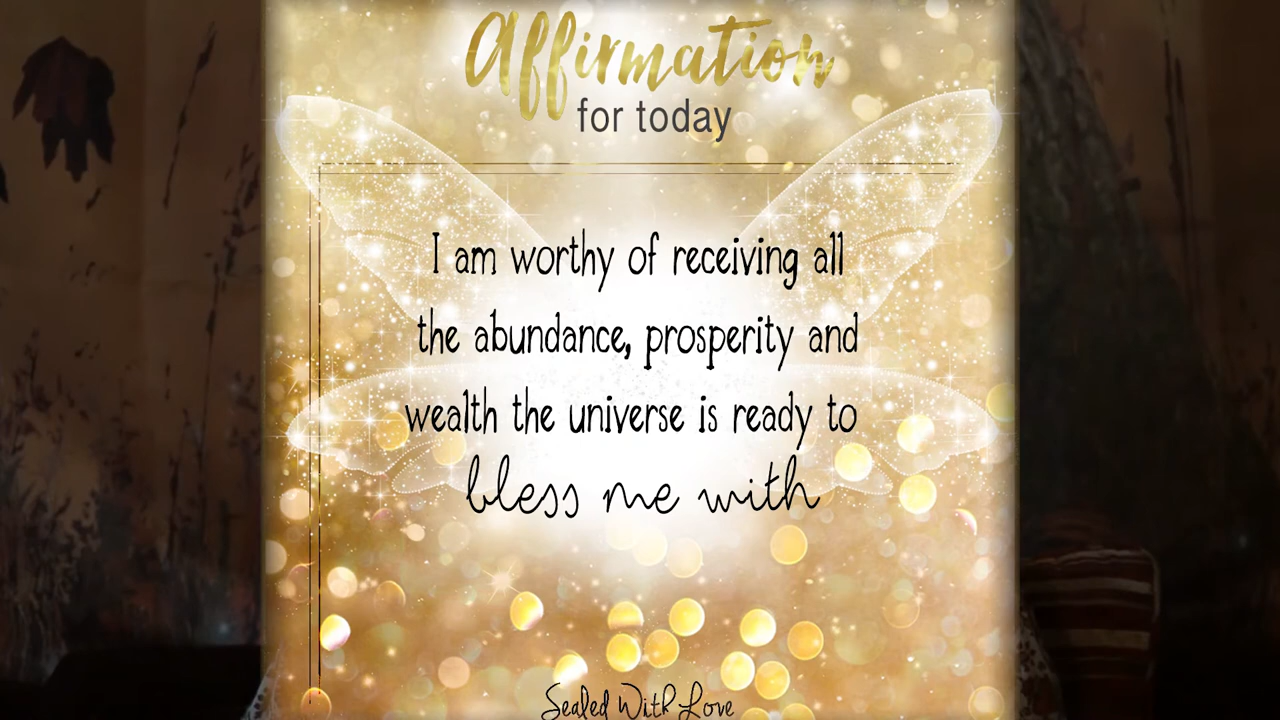 Affirmation
for today
I am worthy of receiving all
the abundance, prosperity and
wealth the universe is ready to
bless me with
Sealed With Love